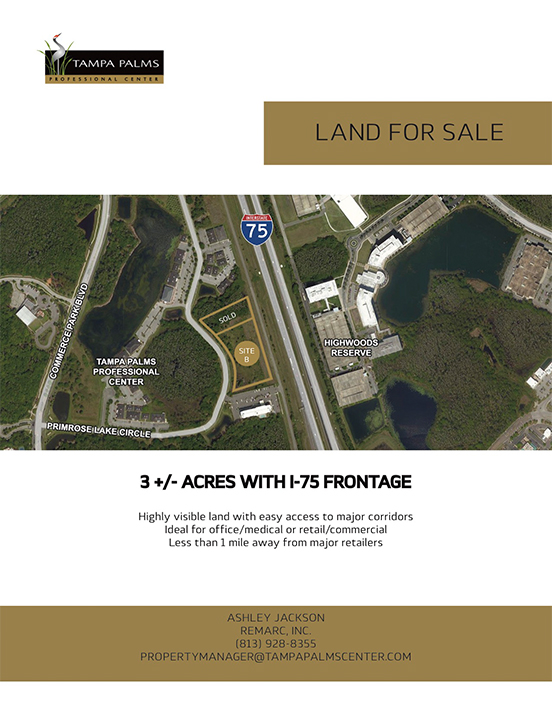 TAMPA PALMS
PROFESSIONAL CENTER
LAND FOR SALE
INTERSTATE
75
COMMERCE PARK BLVD
SOLD
SITE
B
HIGHWOODS
RESERVE
TAMPA PALMS
PROFESSIONAL
CENTER
PRIMROSE LAKE CIRCLE
3 +/- ACRES WITH I-75 FRONTAGE
Highly visible land with easy access to major corridors
Ideal for office/medical or retail/commercial
Less than 1 mile away from major retailers
ASHLEY JACKSON
REMARC, INC.
(813) 928-8355
PROPERTYMANAGER@TAMPAPALMSCENTER.COM